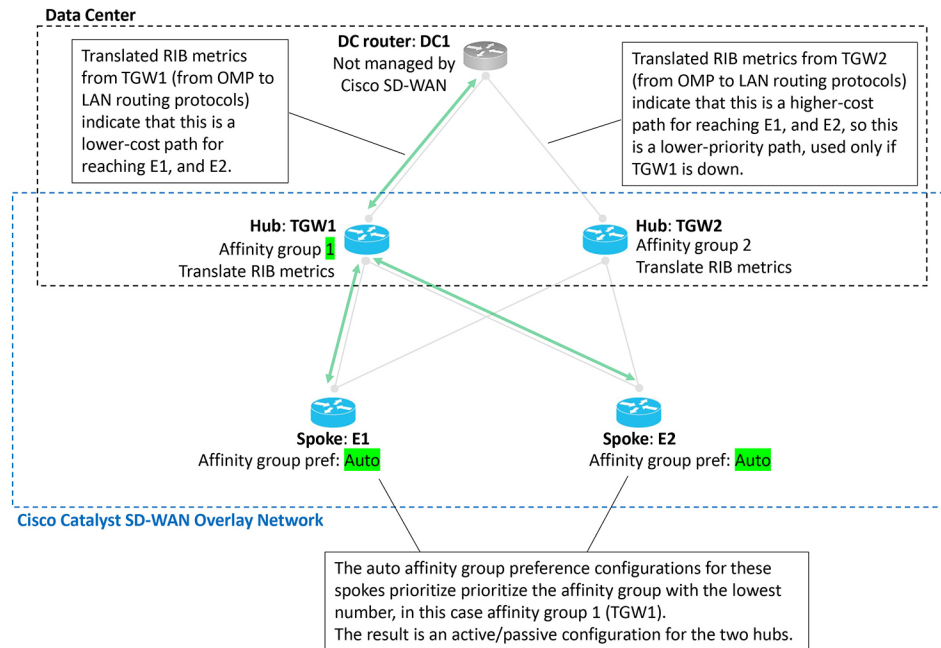 Data Center
Translated RIB metrics
from TGW1 (from OMP to
LAN routing protocols)
indicate that this is a
lower-cost path for
reaching E1, and E2.
DC router: DC1
Not managed by
Cisco SD-WAN
Translated RIB metrics from TGW2
(from OMP to LAN routing protocols)
indicate that this is a higher-cost
path for reaching E1, and E2, so this
is a lower-priority path, used only if
TGW1 is down.
Hub: TGW1
Affinity group 1
Translate RIB metrics
Hub: TGW2
Affinity group 2
Translate RIB metrics
Spoke: E1
Affinity group pref: Auto
Spoke: E2
Affinity group pref: Auto
Cisco Catalyst SD-WAN Overlay Network
The auto affinity group preference configurations for these
spokes prioritize prioritize the affinity group with the lowest
number, in this case affinity group 1 (TGW1).
The result is an active/passive configuration for the two hubs.